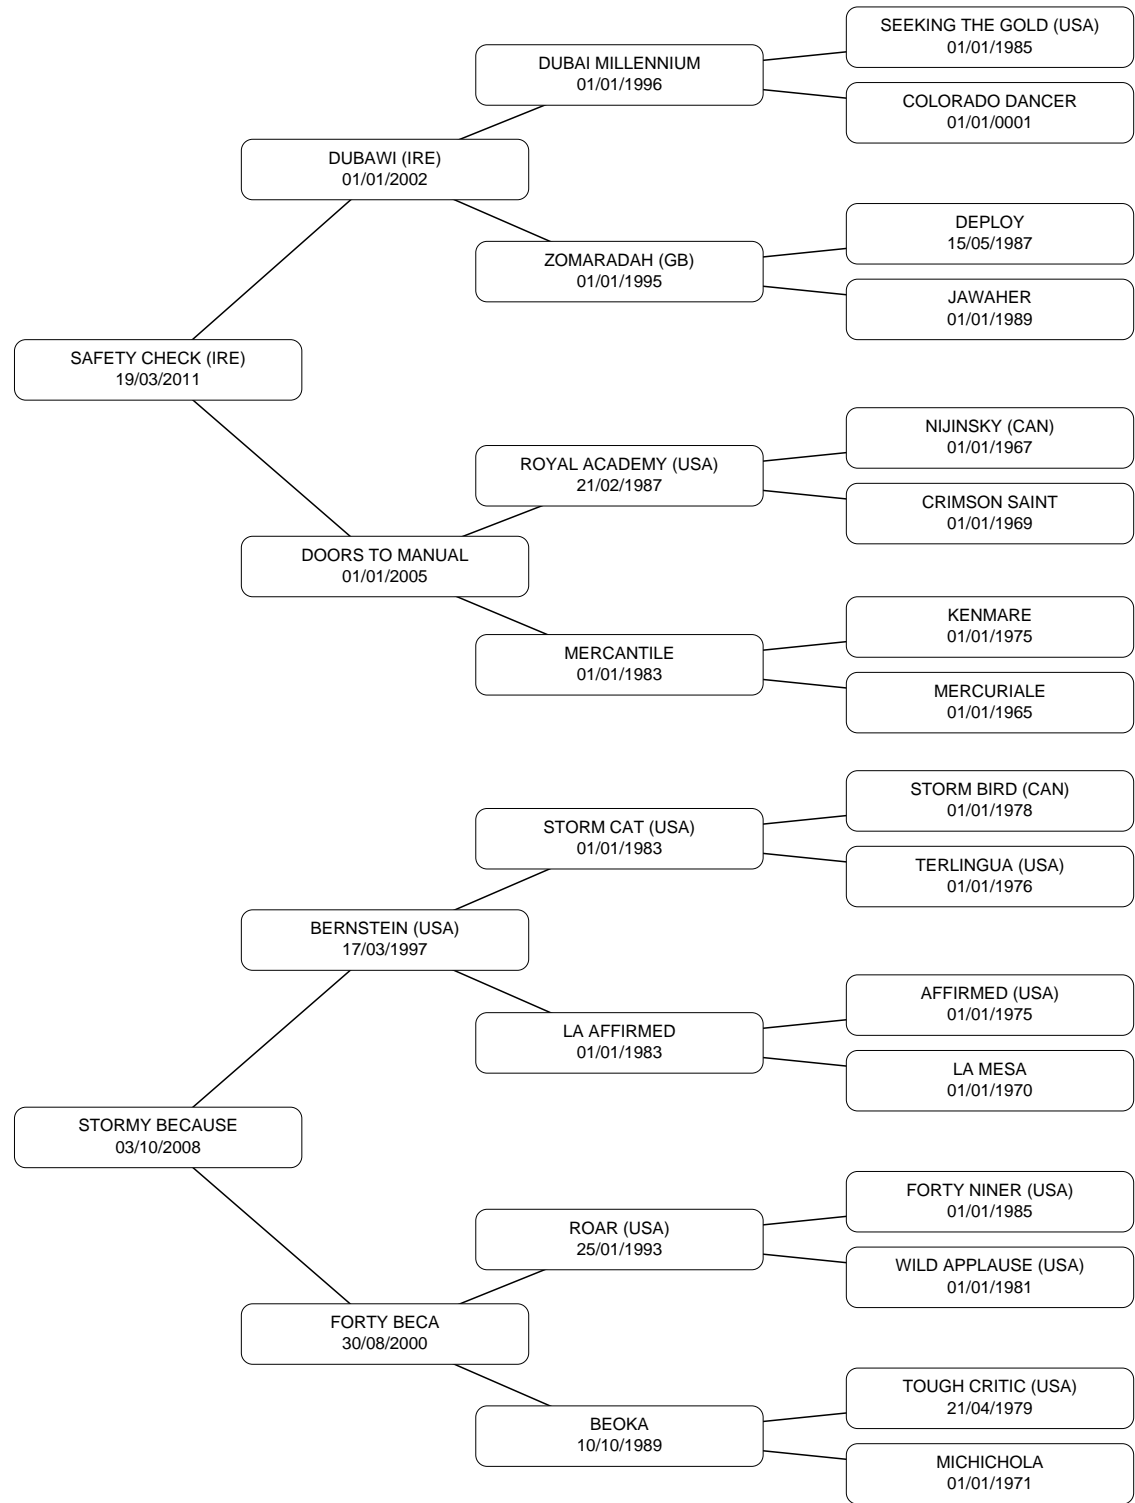 SEEKING THE GOLD (USA)
01/01/1985
DUBAI MILLENNIUM
01/01/1996
COLORADO DANCER
01/01/0001
DUBAWI (IRE)
01/01/2002
DEPLOY
15/05/1987
ZOMARADAH (GB)
01/01/1995
JAWAHER
01/01/1989
SAFETY CHECK (IRE)
19/03/2011
NIJINSKY (CAN)
01/01/1967
ROYAL ACADEMY (USA)
21/02/1987
CRIMSON SAINT
01/01/1969
DOORS TO MANUAL
01/01/2005
KENMARE
01/01/1975
MERCANTILE
01/01/1983
MERCURIALE
01/01/1965
STORM BIRD (CAN)
01/01/1978
STORM CAT (USA)
01/01/1983
TERLINGUA (USA)
01/01/1976
BERNSTEIN (USA)
17/03/1997
AFFIRMED (USA)
01/01/1975
LA AFFIRMED
01/01/1983
LA MESA
01/01/1970
STORMY BECAUSE
03/10/2008
FORTY NINER (USA)
01/01/1985
ROAR (USA)
25/01/1993
WILD APPLAUSE (USA)
01/01/1981
FORTY BECA
30/08/2000
TOUGH CRITIC (USA)
21/04/1979
BEOKA
10/10/1989
MICHICHOLA
01/01/1971